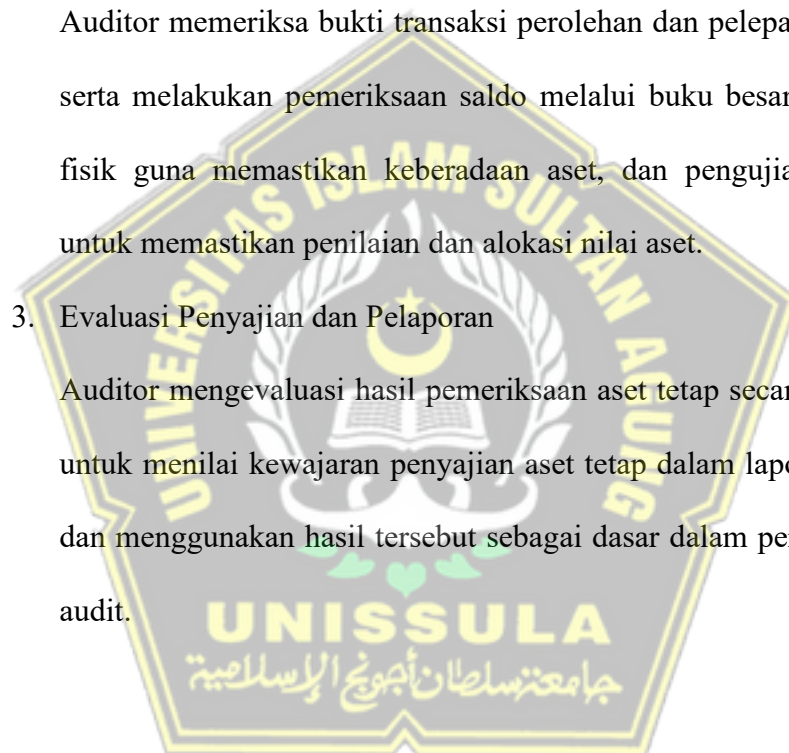 Auditor memeriksa bukti transaksi perolehan dan pelepa
serta melakukan pemeriksaan saldo melalui buku besar
fisik guna memastikan keberadaan aset, dan pengujia
untuk memastikan penilaian dan alokasi nilai aset.
3. Evaluasi Penyajian dan Pelaporan
Auditor mengevaluasi hasil pemeriksaan aset tetap secar
untuk menilai kewajaran penyajian aset tetap dalam lapo
dan menggunakan hasil tersebut sebagai dasar dalam pe
audit.
UNIVERSITAS ISLAM SULTAN AGUNG
UNISSULA
جامعة سلطان أجونج الإسلامية